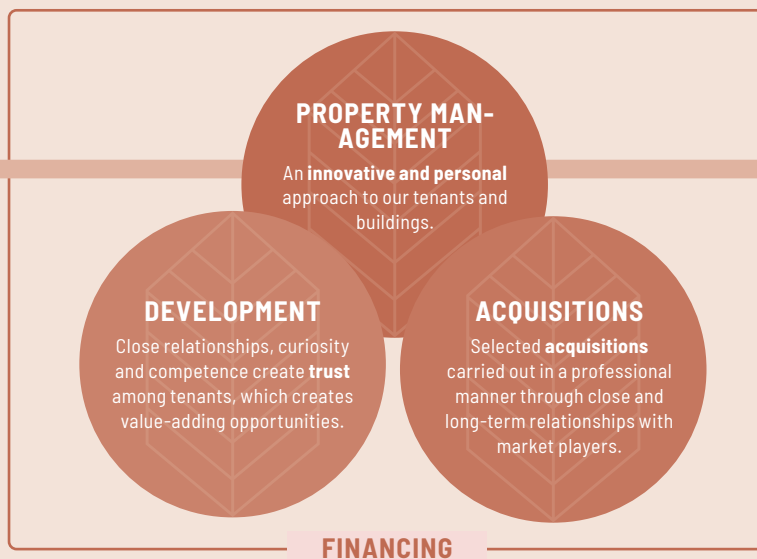 PROPERTY MAN-
AGEMENT
An innovative and personal
approach to our tenants and
buildings.
DEVELOPMENT
Close relationships, curiosity
and competence create trust
among tenants, which creates
value-adding opportunities.
ACQUISITIONS
Selected acquisitions
carried out in a professional
manner through close and
long-term relationships with
market players.
FINANCING